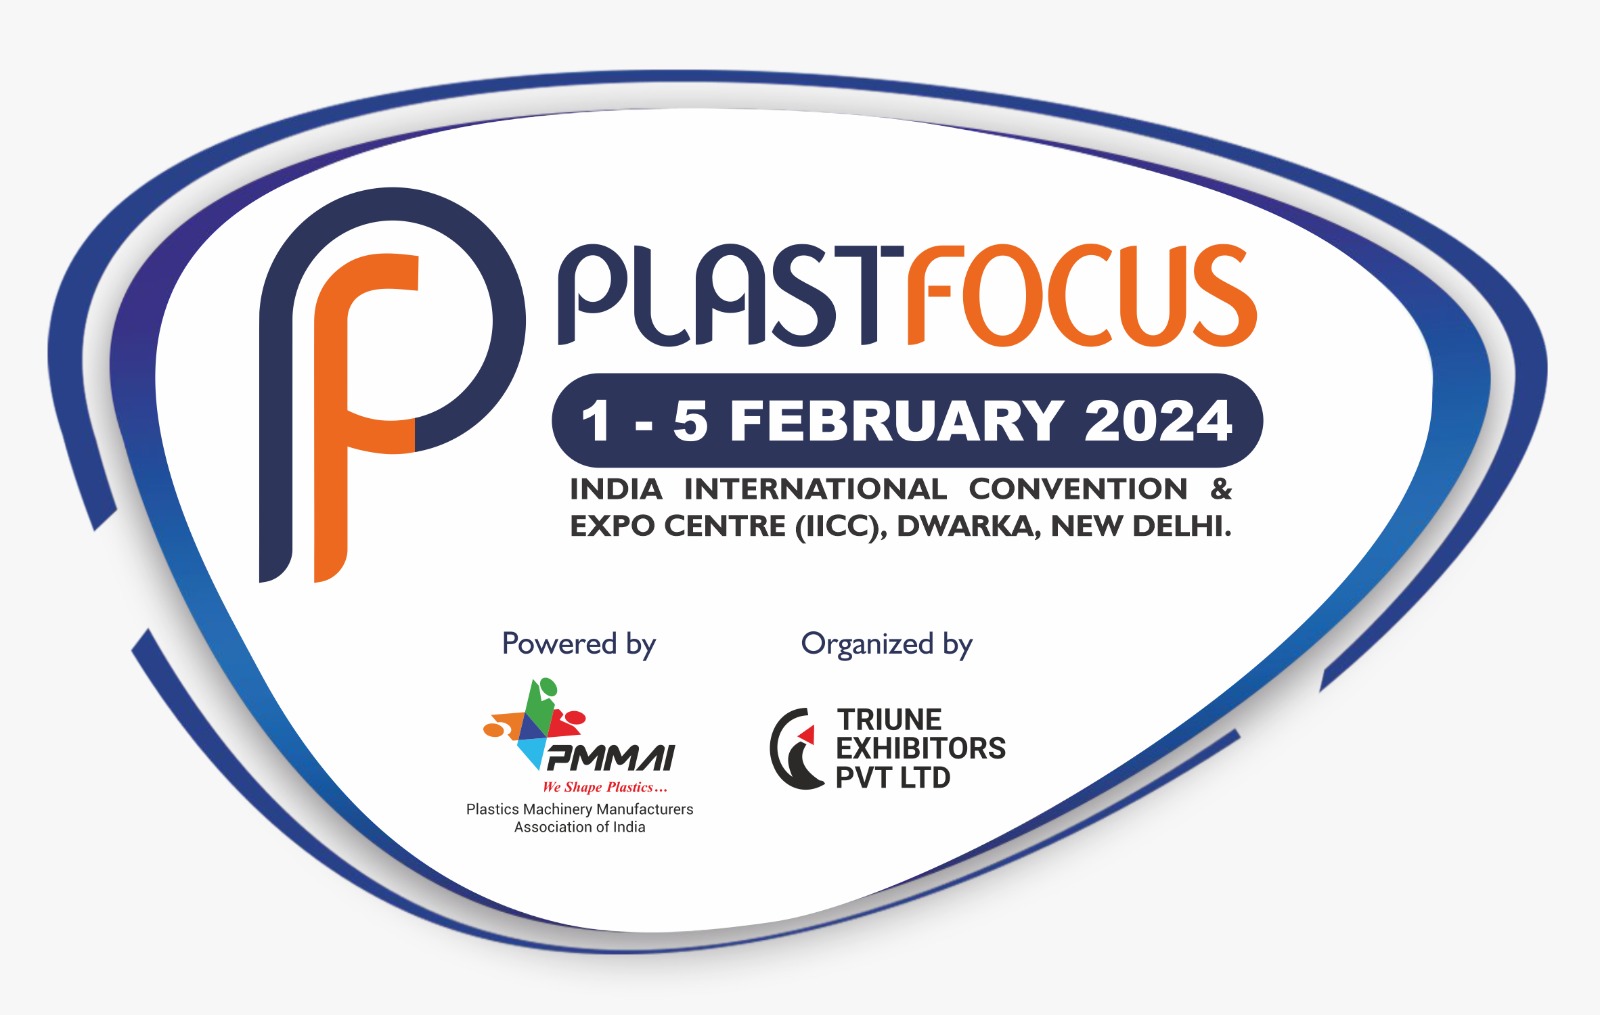 PLASTFOCUS
1 - 5 FEBRUARY 2024
INDIA INTERNATIONAL CONVENTION &
EXPO CENTRE (IICC), DWARKA, NEW DELHI.
Powered by
PMMAI
We Shape Plastics...
Plastics Machinery Manufacturers
Association of India
Organized by
TRIUNE
EXHIBITORS
PVT LTD